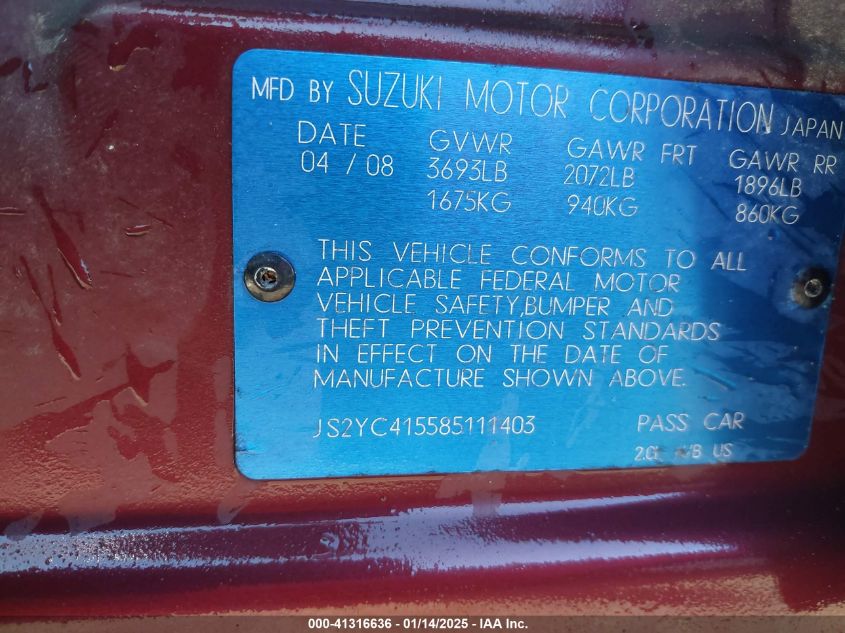 MFD BY SUZUKI MOTOR CORPORATION JAPAN
DATE GVWR GAWR FRT GAWR RR
04 / 08 3693LB 2072LB 1896LB
1675KG 940KG 860KG
THIS VEHICLE CONFORMS TO ALL
APPLICABLE FEDERAL MOTOR
VEHICLE SAFETY,BUMPER AND
THEFT PREVENTION STANDARDS
IN EFFECT ON THE DATE OF
MANUFACTURE SHOWN ABOVE.
JS2YC415585111403 PASS CAR
US
000-41316636 - 01/14/2025 - IAA Inc.